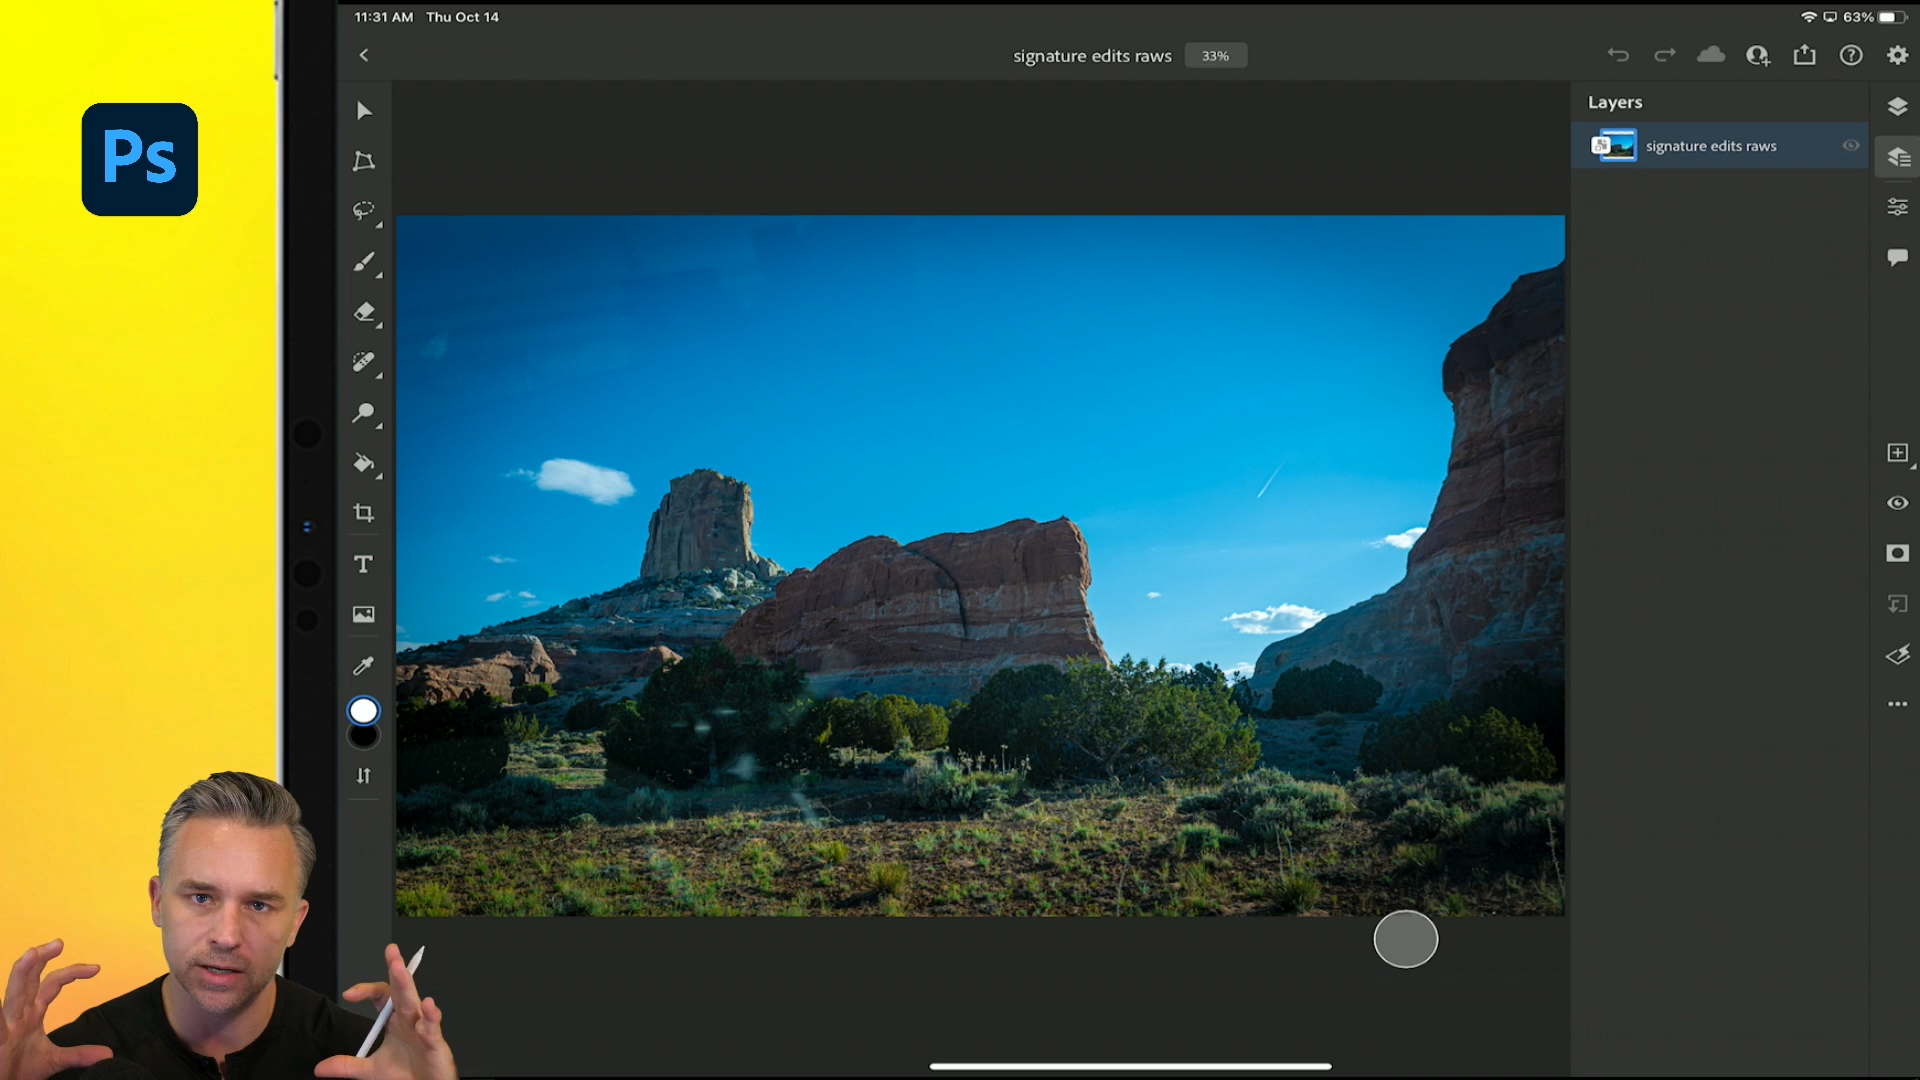 11:31 AM Thu Oct 14
63%
signature edits raws 33%
Ps
Layers
signature edits raws
T